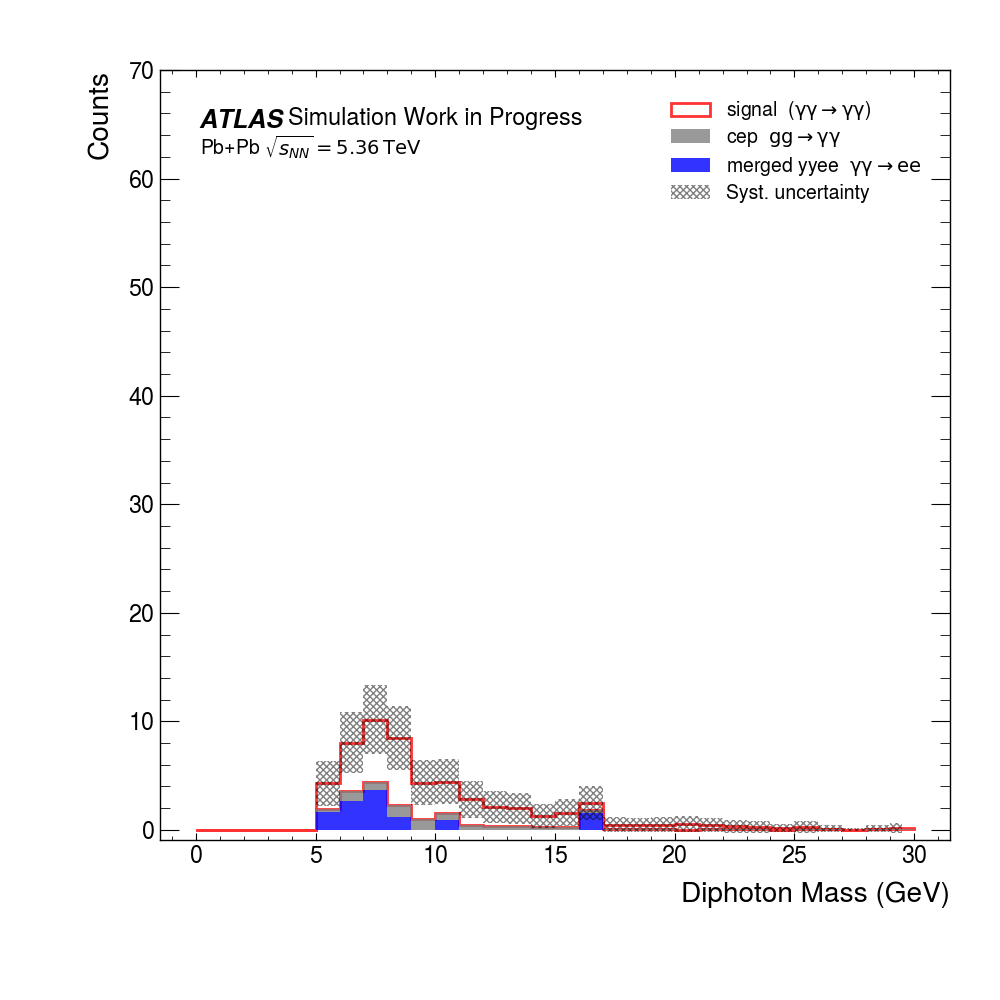 ATLAS Simulation Work in Progress
Pb+Pb √s_NN = 5.36 TeV
signal (γγ→γγ)
cep gg→γγ
merged yyee γγ→ee
Syst. uncertainty
Counts
70
60
50
40
30
20
10
0
0 5 10 15 20 25 30
Diphoton Mass (GeV)